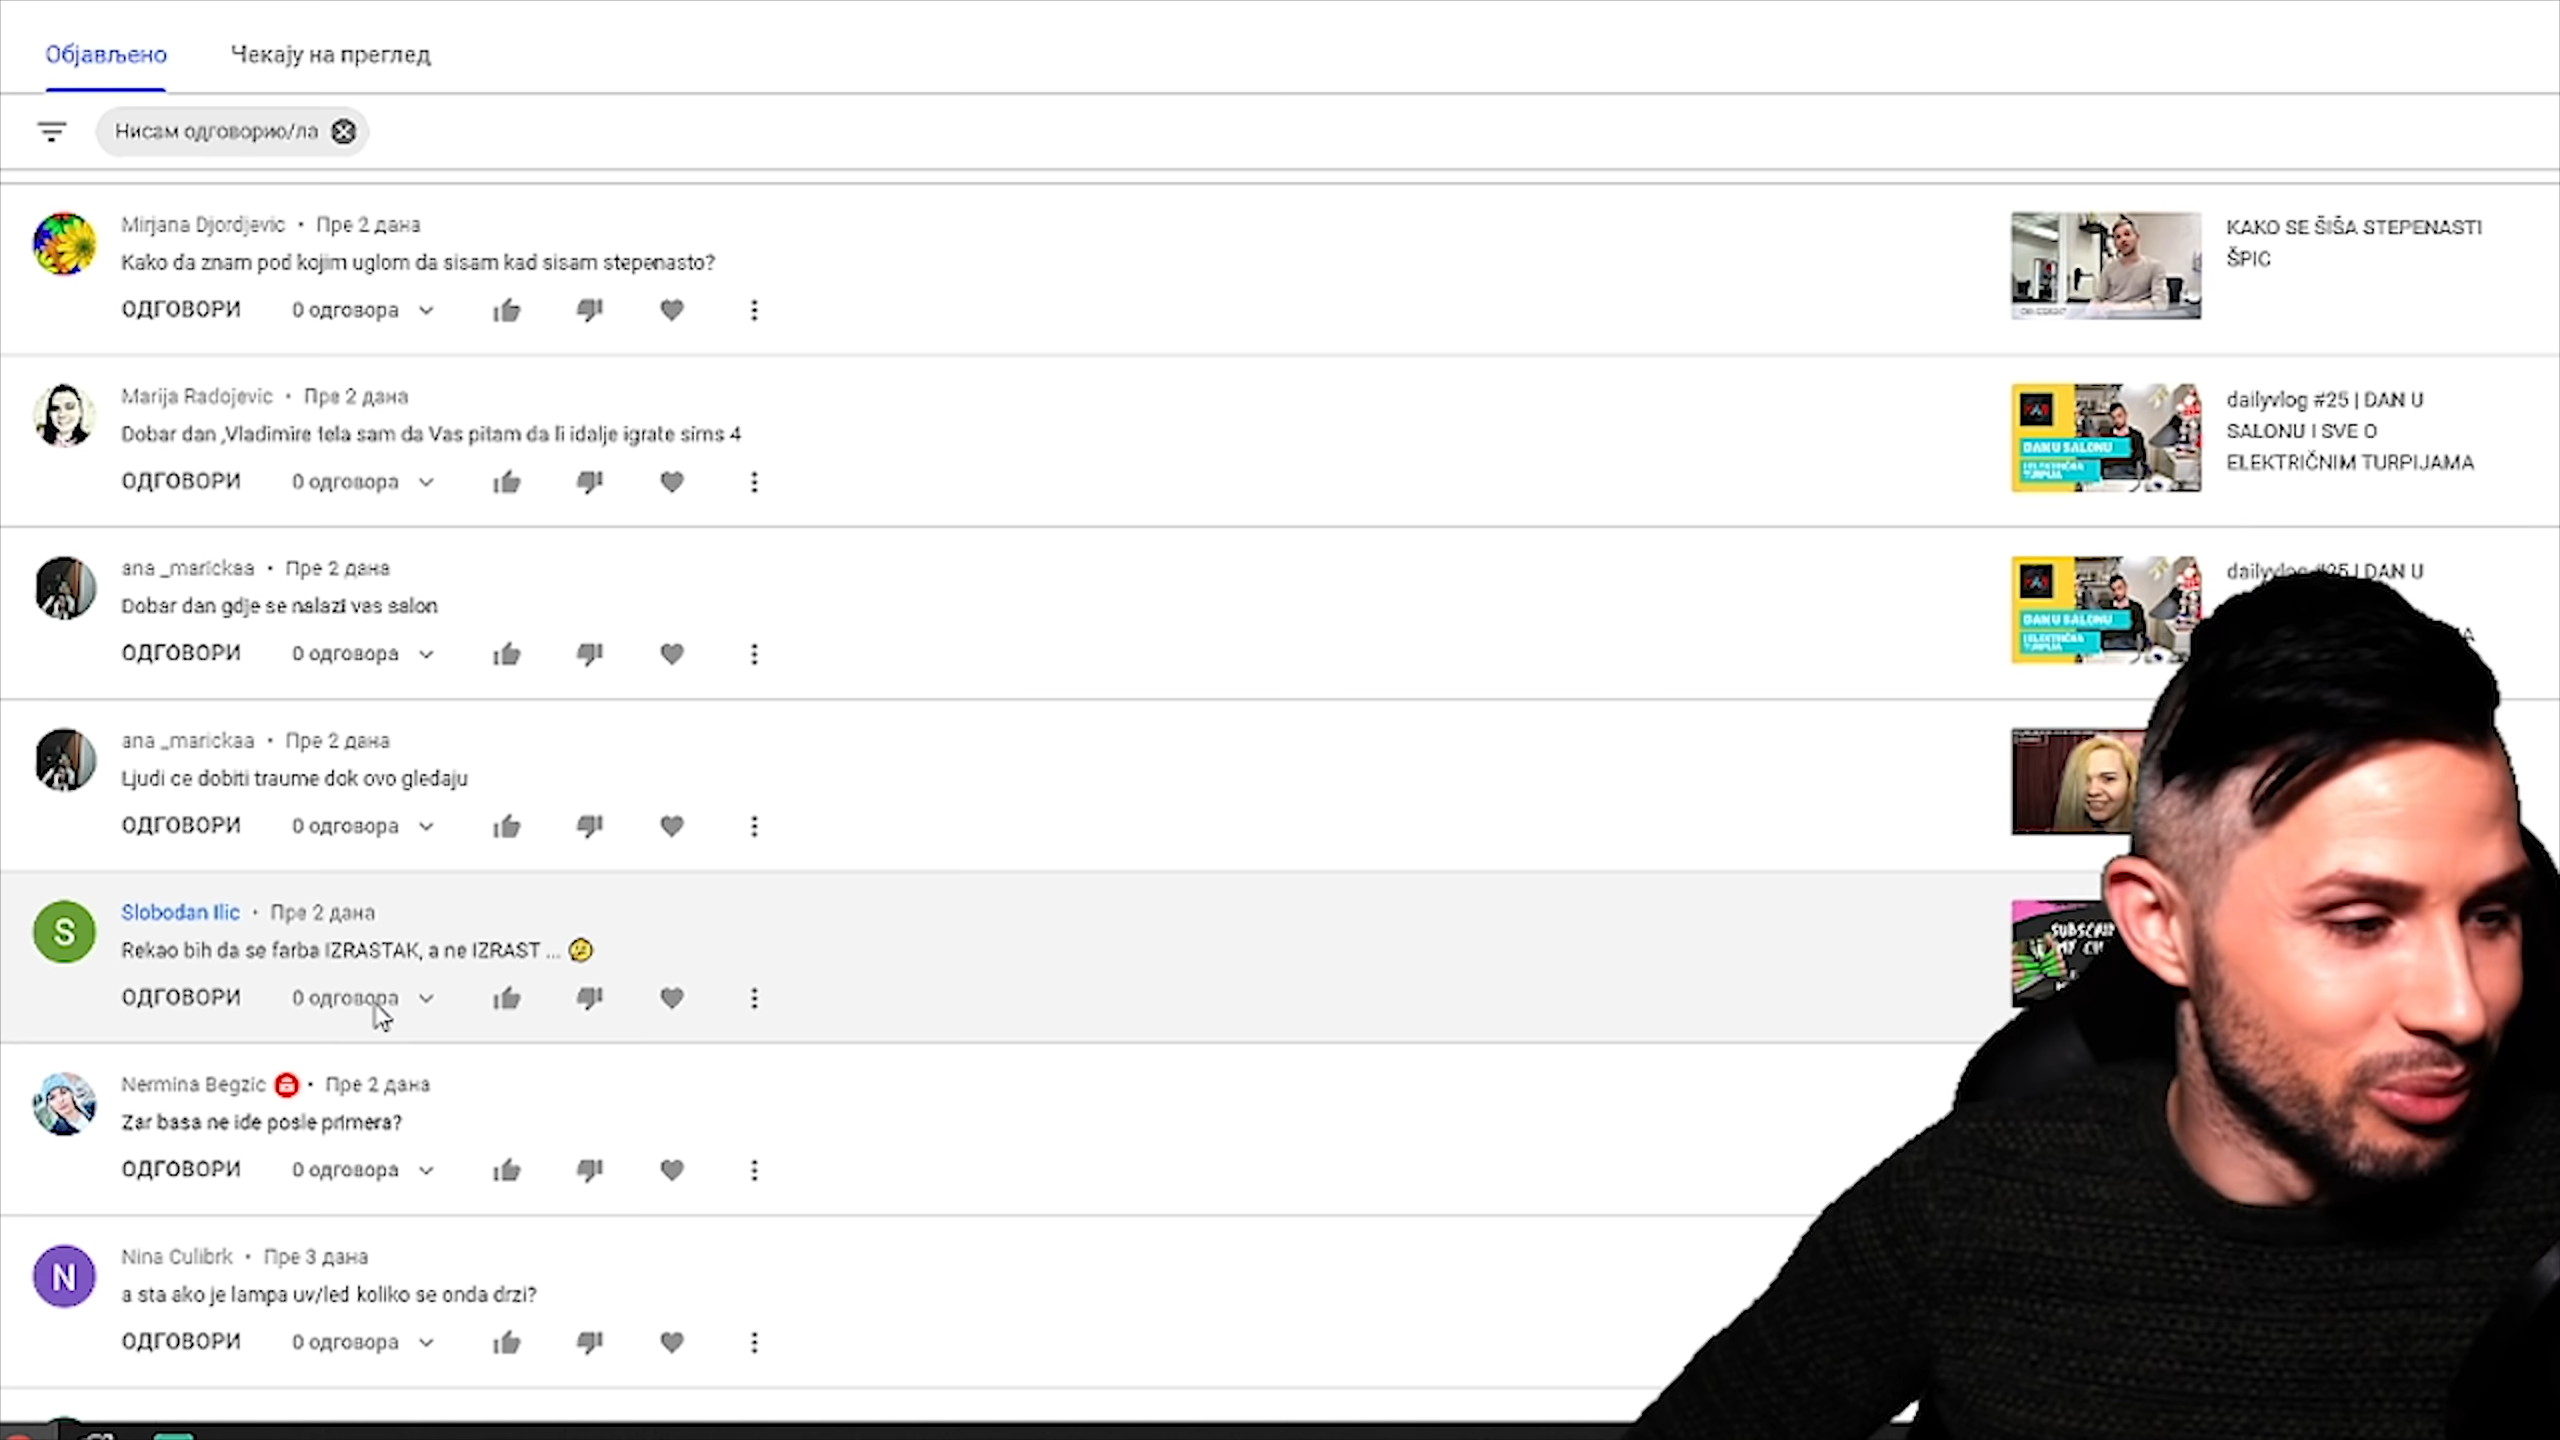 Објављено
Чекају на преглед
Нисам одговорио/ла
Mirjana Djordjevic • Пре 2 дана
Kako da znam pod kojim uglom da sisam kad sisam stepenasto?
ОДГОВОРИ 0 одговора
KAKO SE ŠIŠA STEPENASTI
ŠPIC
Marija Radojevic • Пре 2 дана
Dobar dan ,Vladimire tela sam da Vas pitam da li idalje igrate sims 4
ОДГОВОРИ 0 одговора
DAN U SALONU
dailyvlog #25 | DAN U
SALONU I SVE O
ELEKTRIČNIM TURPIJAMA
ana _marickaa • Пре 2 дана
Dobar dan gdje se nalazi vas salon
ОДГОВОРИ 0 одговора
DAN U SALONU
dailyvlog #25 | DAN U
ana _marickaa • Пре 2 дана
Ljudi ce dobiti traume dok ovo gledaju
ОДГОВОРИ 0 одговора
S
Slobodan Ilic • Пре 2 дана
Rekao bih da se farba IZRASTAK, a ne IZRAST ...
ОДГОВОРИ 0 одговора
Nermina Begzic • Пре 2 дана
Zar basa ne ide posle primera?
ОДГОВОРИ 0 одговора
N
Nina Culibrk • Пре 3 дана
a sta ako je lampa uv/led koliko se onda drzi?
ОДГОВОРИ 0 одговора